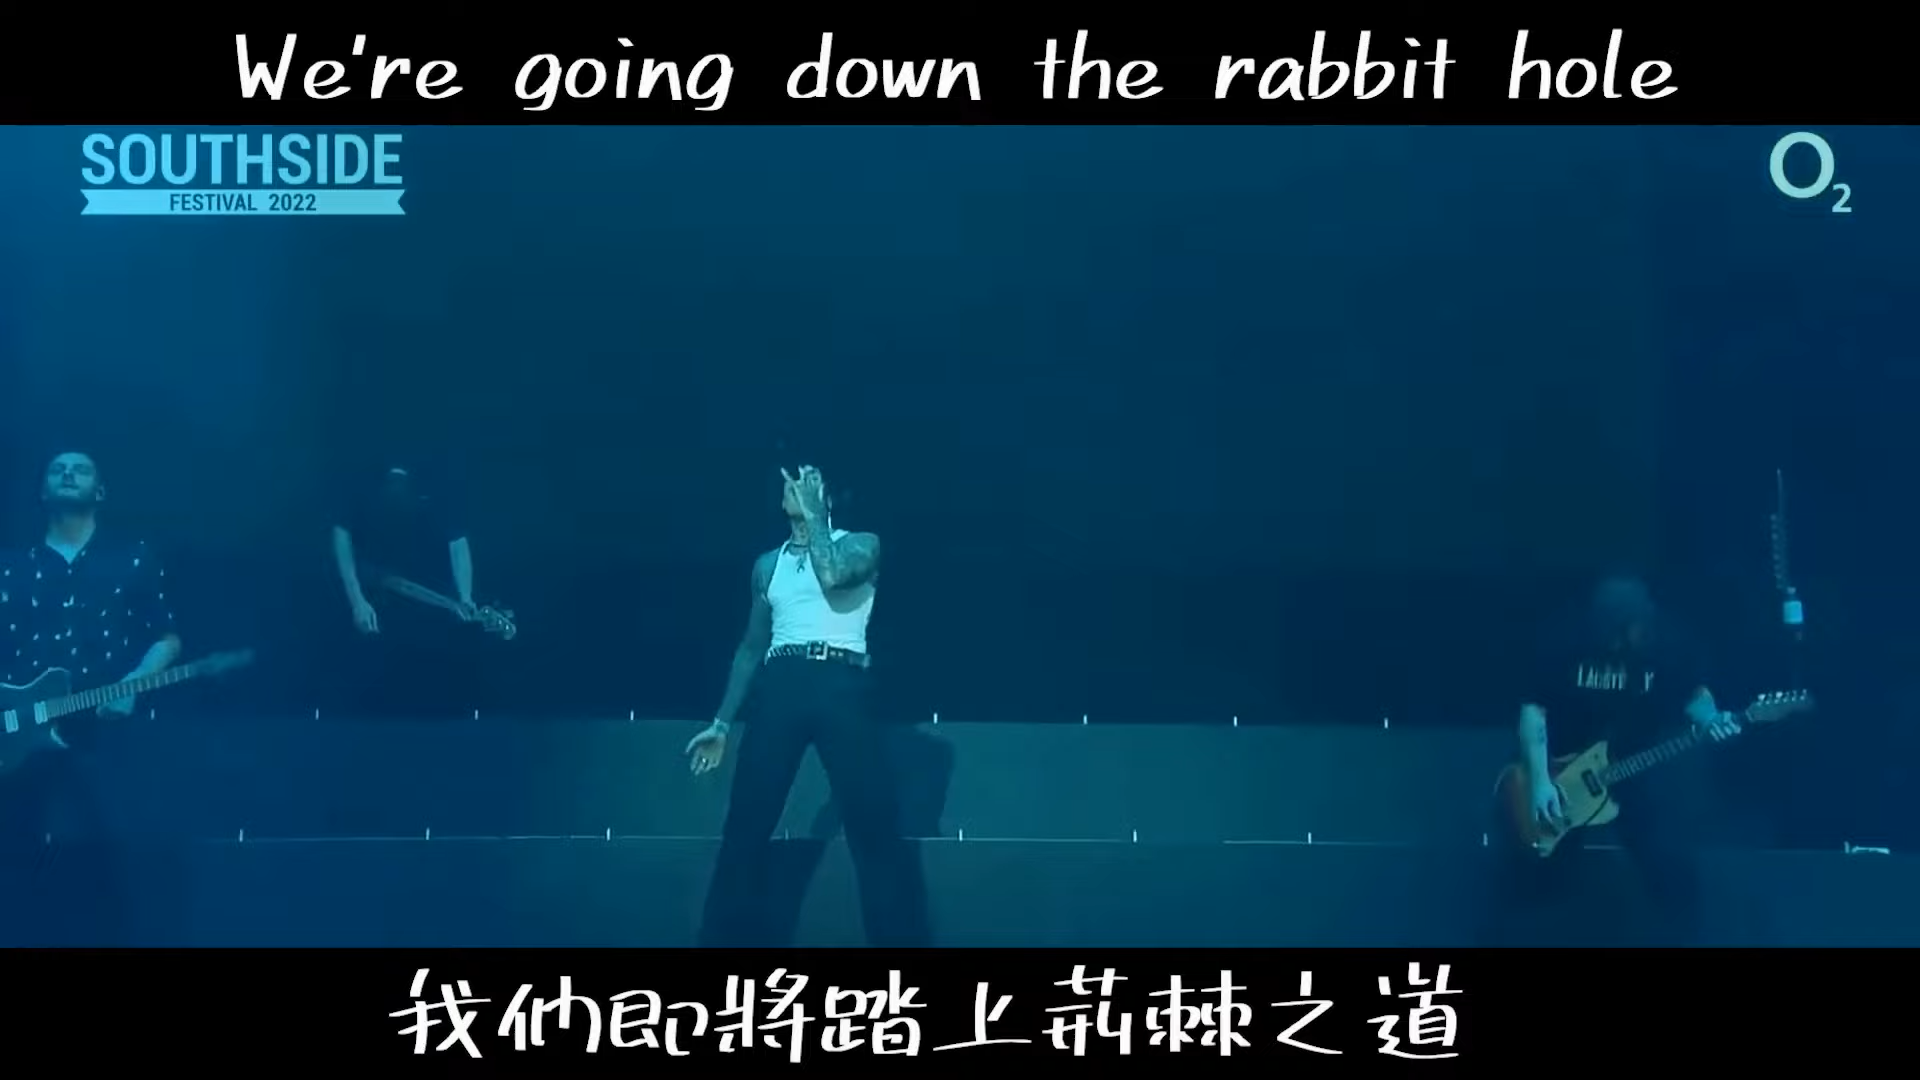 We're going down the rabbit hole
SOUTHSIDE
FESTIVAL 2022
O2
我們即將踏上荊棘之道